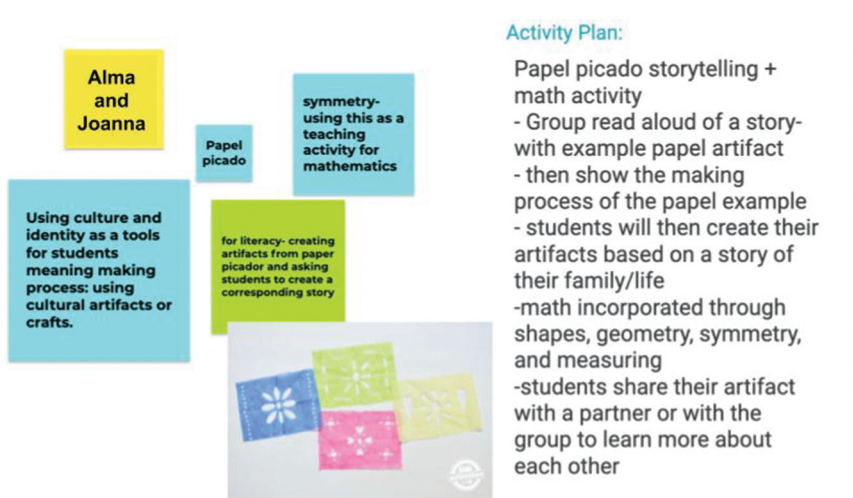 Alma
and
Joanna
Papel
picado
symmetry-
using this as a
teaching
activity for
mathematics
Using culture and
identity as a tools
for students
meaning making
process: using
cultural artifacts or
crafts.
for literacy- creating
artifacts from paper
picador and asking
students to create a
corresponding story
Activity Plan:
Papel picado storytelling +
math activity
- Group read aloud of a story-
with example papel artifact
- then show the making
process of the papel example
- students will then create their
artifacts based on a story of
their family/life
-math incorporated through
shapes, geometry, symmetry,
and measuring
-students share their artifact
with a partner or with the
group to learn more about
each other